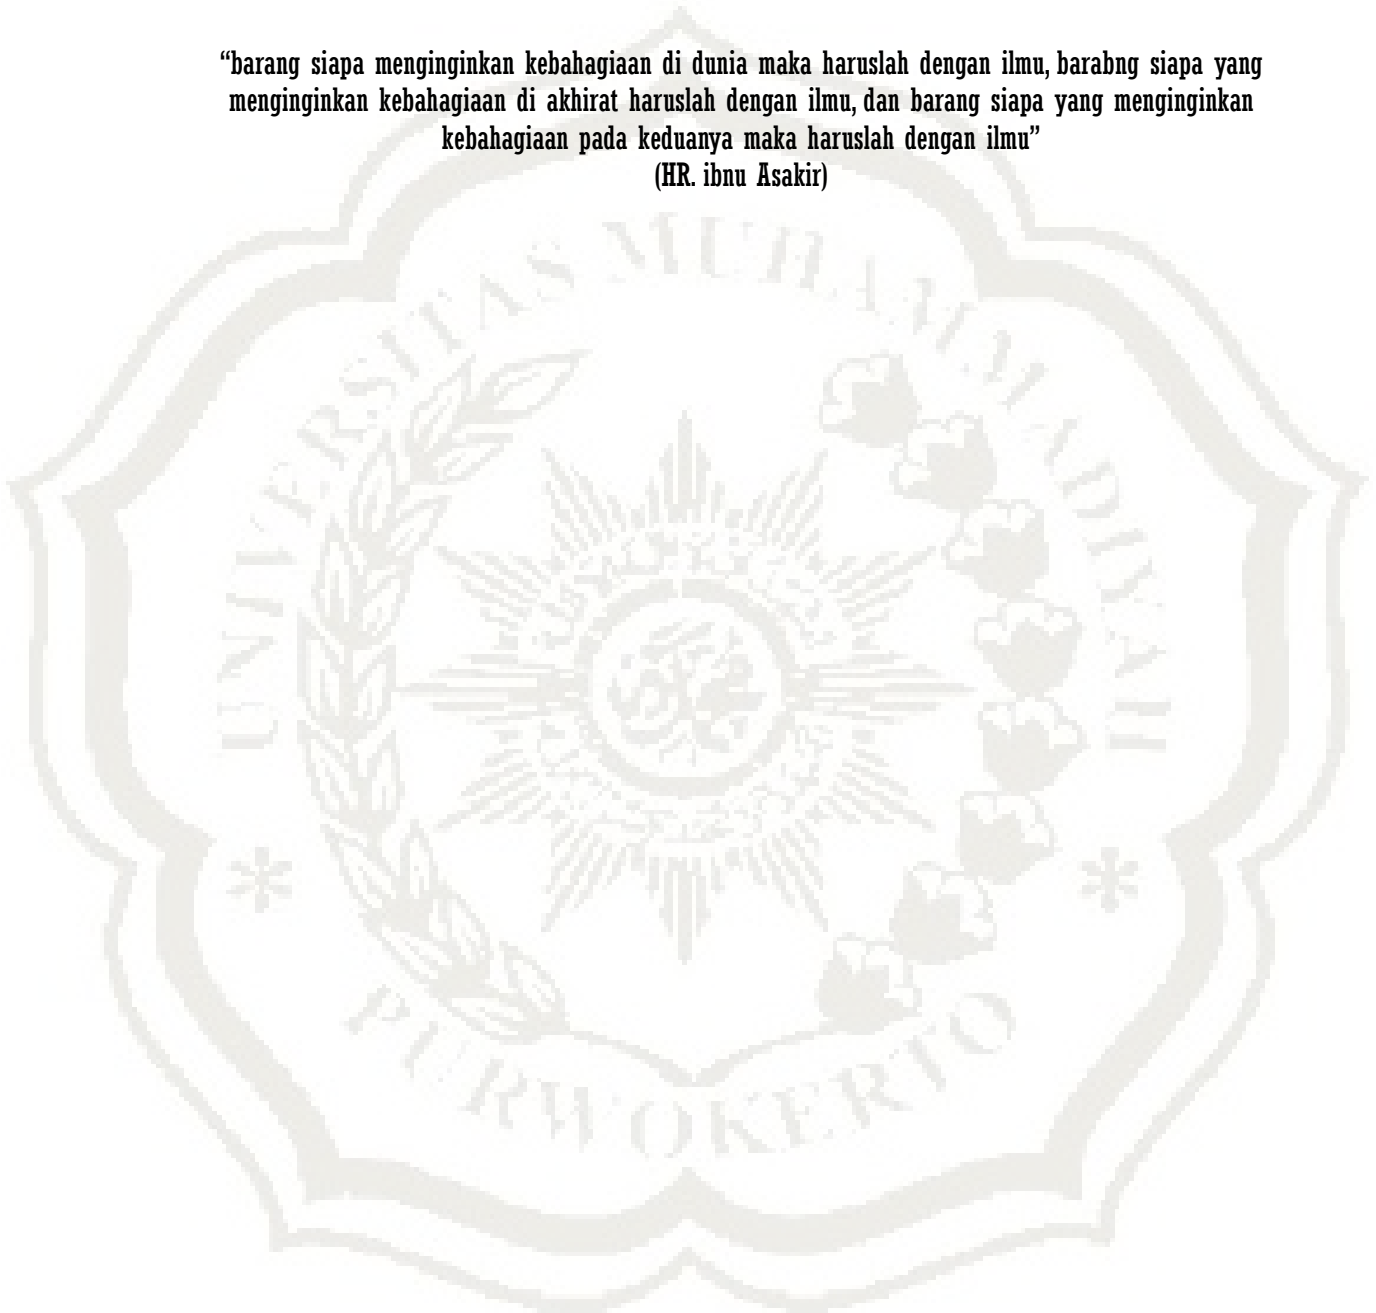 “barang siapa menginginkan kebahagiaan di dunia maka haruslah dengan ilmu, barabng siapa yang
menginginkan kebahagiaan di akhirat haruslah dengan ilmu, dan barang siapa yang menginginkan
kebahagiaan pada keduanya maka haruslah dengan ilmu”
(HR. ibnu Asakir)
UNIVERSITAS MUHAMMADIYAH
PURWOKERTO